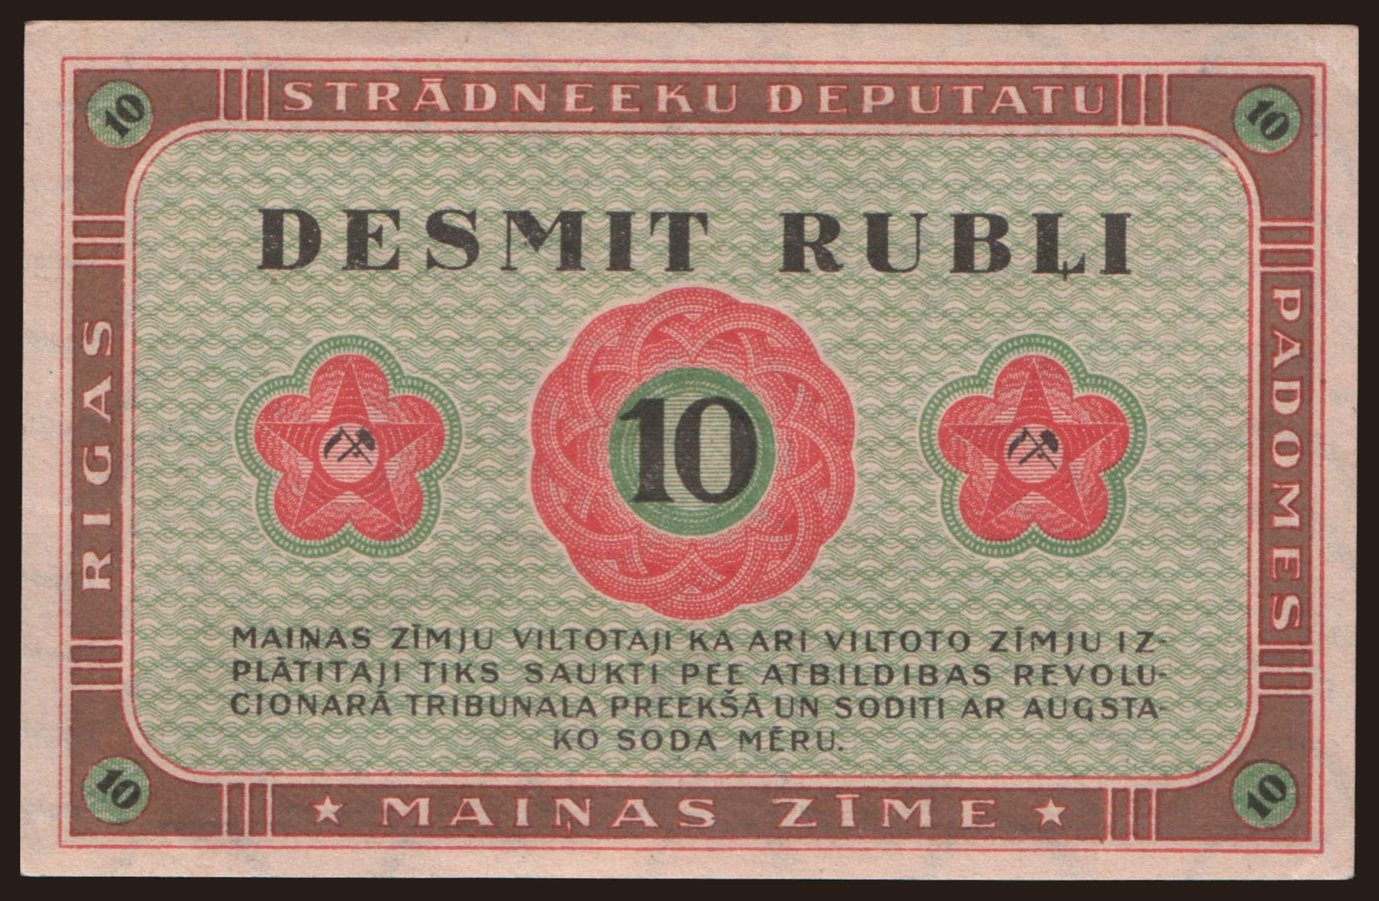 10
STRĀDNEEKU DEPUTATU
10
RIGAS
PADOMES
DESMIT RUBĻI
10
MAIŅAS ZĪMJU VILTOTAJI KA ARI VILTOTO ZĪMJU IZ-
PLĀTITAJI TIKS SAUKTI PEE ATBILDIBAS REVOLU-
CIONARĀ TRIBUNALA PREEKŠĀ UN SODITI AR AUGSTA-
KO SODA MĒRU.
10
★ MAIŅAS ZĪME ★
10